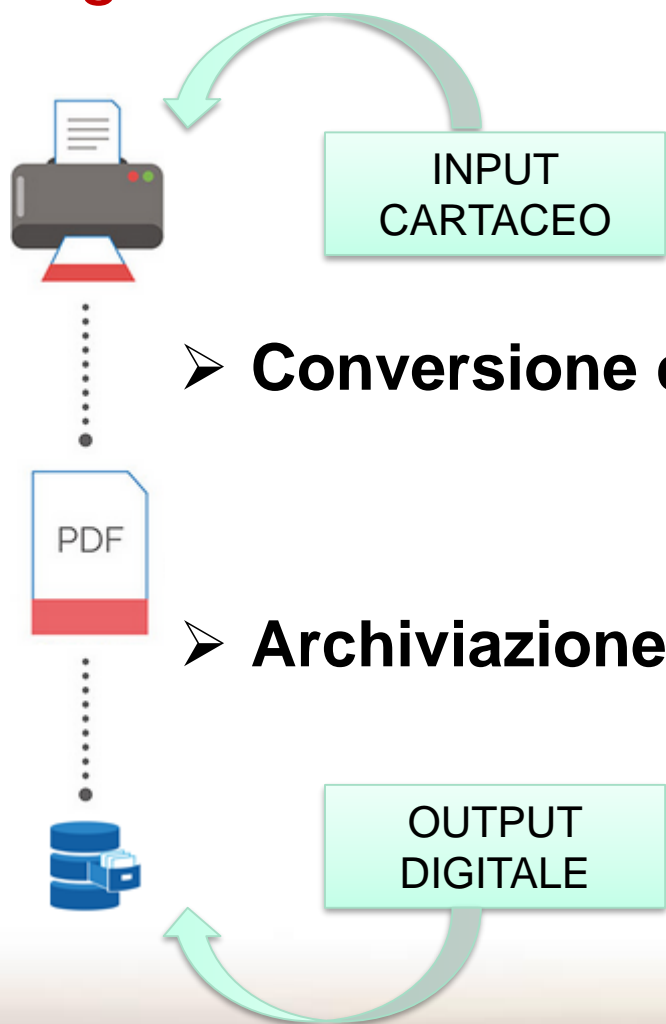 INPUT
CARTACEO
➢ Conversione
PDF
➢ Archiviazione
OUTPUT
DIGITALE